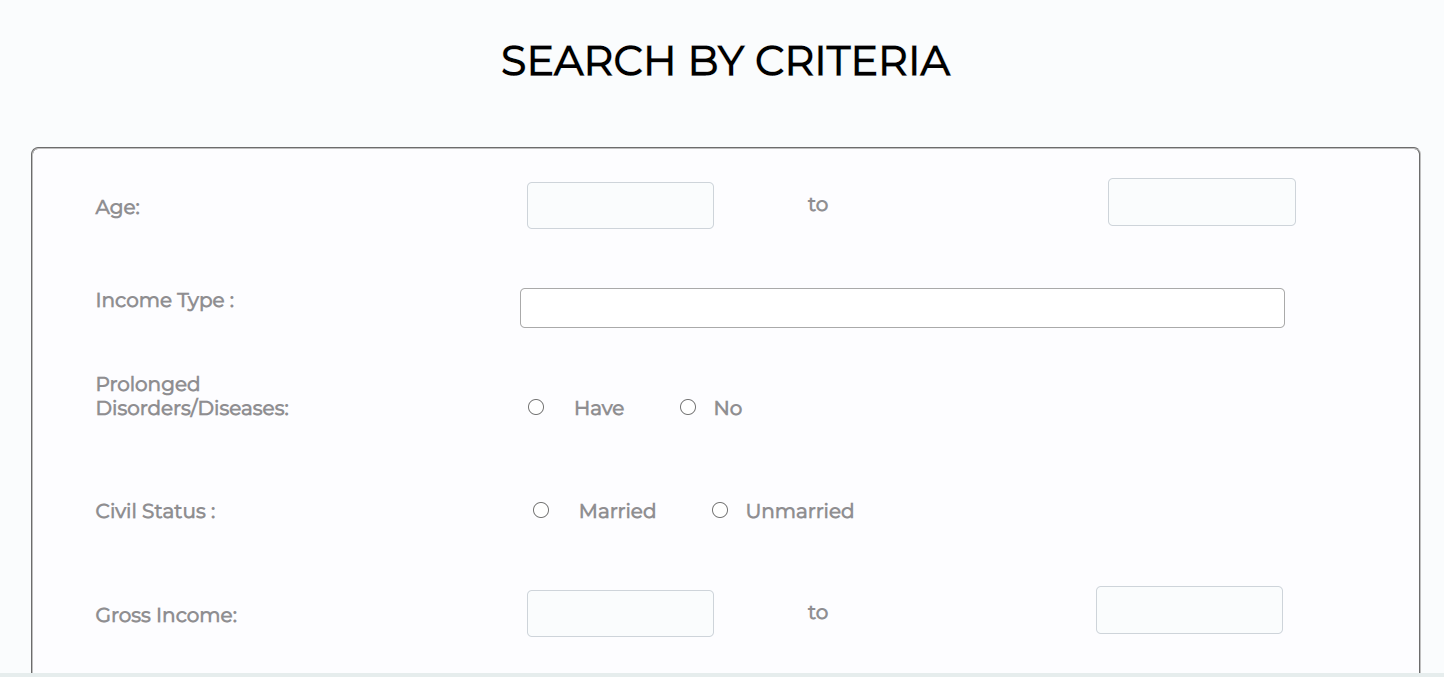 SEARCH BY CRITERIA
Age:
to
Income Type :
Prolonged
Disorders/Diseases:
Have
No
Civil Status :
Married
Unmarried
Gross Income:
to